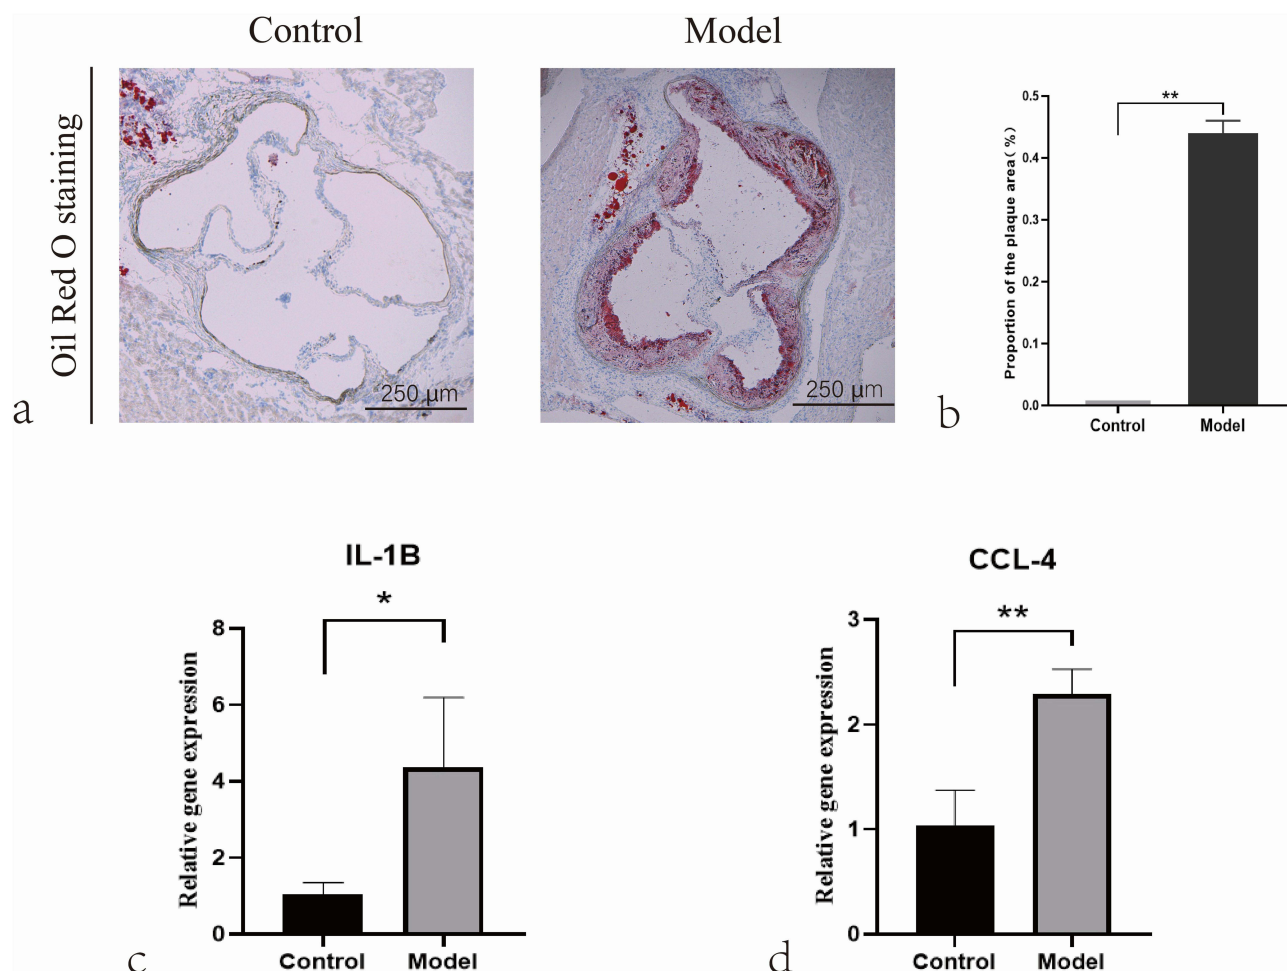 Control
Model
Oil Red O staining
250 μm
250 μm
a
**
Proportion of the plaque area( %)
0.5
0.4
0.3
0.2
0.1
0.0
Control
Model
b
IL-1B
*
Relative gene expression
8
6
4
2
0
Control
Model
c
CCL-4
**
Relative gene expression
3
2
1
0
Control
Model
d